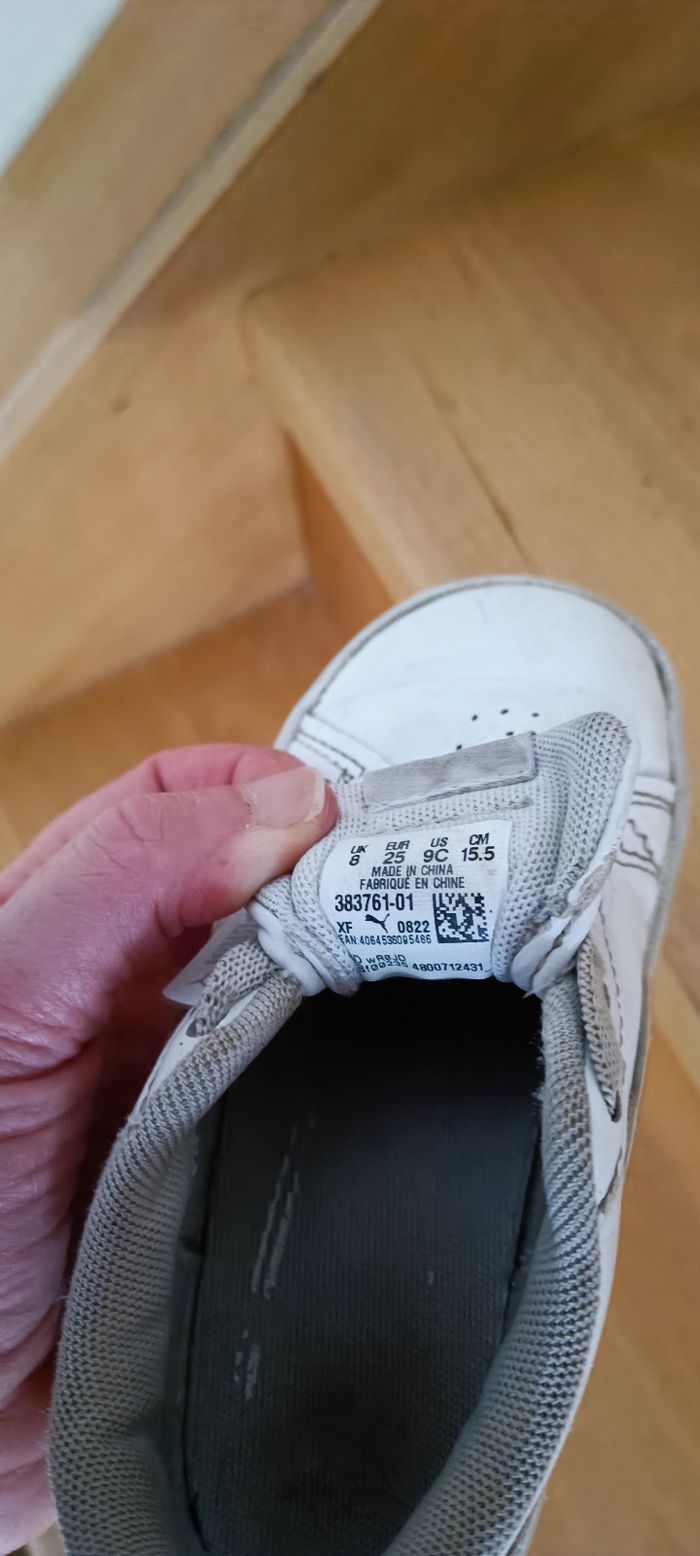 UK EUR US CM
8 25 9C 15.5
MADE IN CHINA
FABRIQUÉ EN CHINE
383761-01
XF 0822
EAN:4064536095486
4800712431